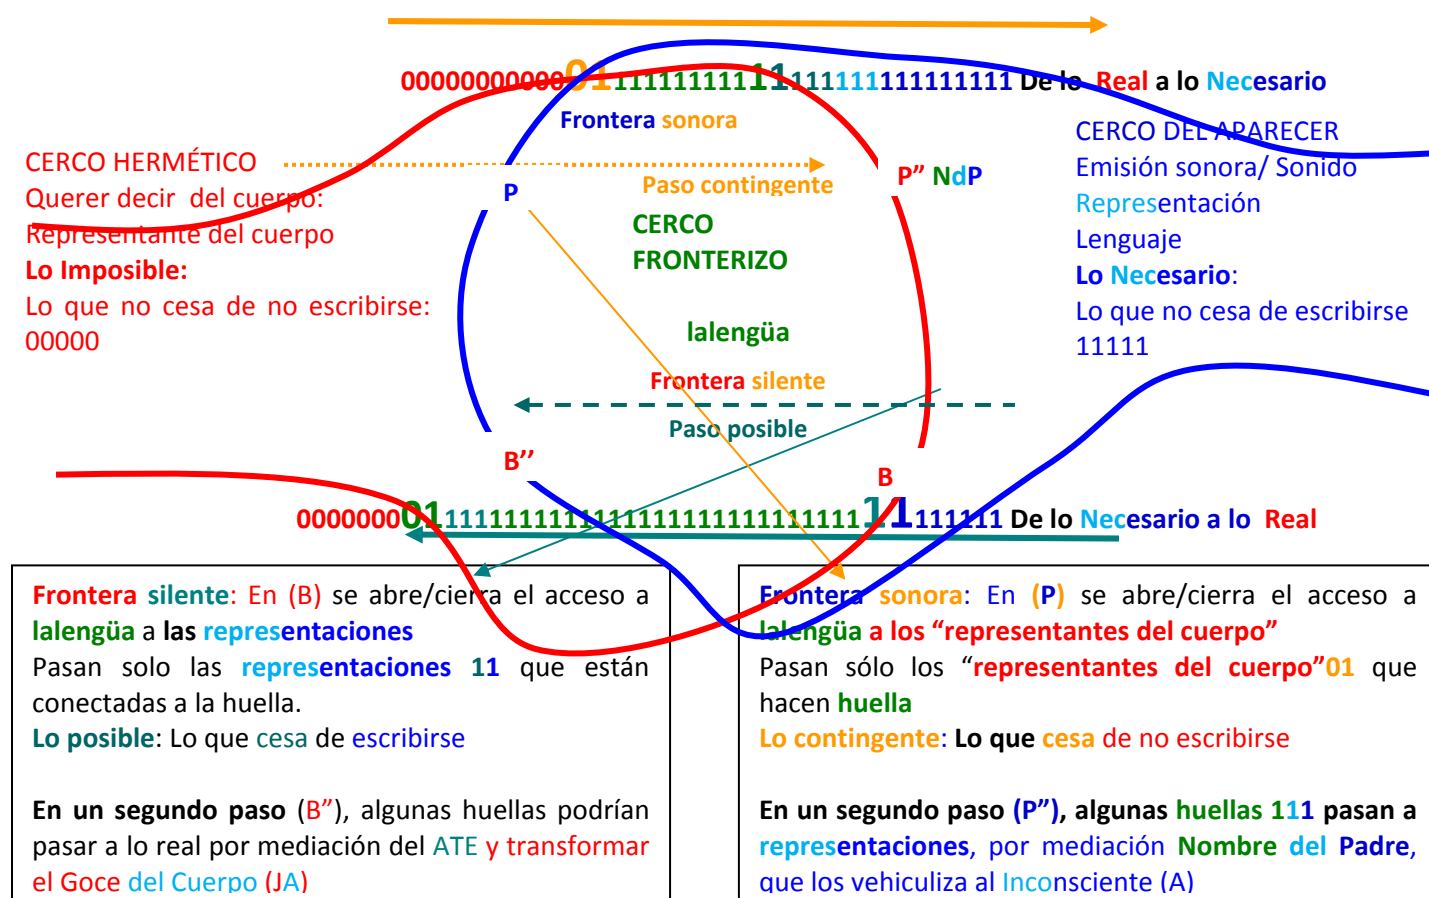 000000000000111111111111111111111111111 De lo Real a lo Necesario
Frontera sonora
CERCO HERMÉTICO
Querer decir del cuerpo:
Representante del cuerpo
Lo Imposible:
Lo que no cesa de no escribirse:
00000
Paso contingente
P
P” NdP
CERCO
FRONTERIZO
lalengüa
Frontera silente
Paso posible
B’’
B
CERCO DEL APARECER
Emisión sonora/ Sonido
Representación
Lenguaje
Lo Necesario:
Lo que no cesa de escribirse
11111
00000000111111111111111111111111111111111111 De lo Necesario a lo Real
Frontera silente: En (B) se abre/cierra el acceso a
lalengüa a las representaciones
Pasan solo las representaciones 11 que están
conectadas a la huella.
Lo posible: Lo que cesa de escribirse
En un segundo paso (B”), algunas huellas podrían
pasar a lo real por mediación del ATE y transformar
el Goce del Cuerpo (JA)
Frontera sonora: En (P) se abre/cierra el acceso a
lalengüa a los “representantes del cuerpo”
Pasan sólo los “representantes del cuerpo”01 que
hacen huella
Lo contingente: Lo que cesa de no escribirse
En un segundo paso (P”), algunas huellas 111 pasan a
representaciones, por mediación Nombre del Padre,
que los vehiculiza al Inconsciente (A)